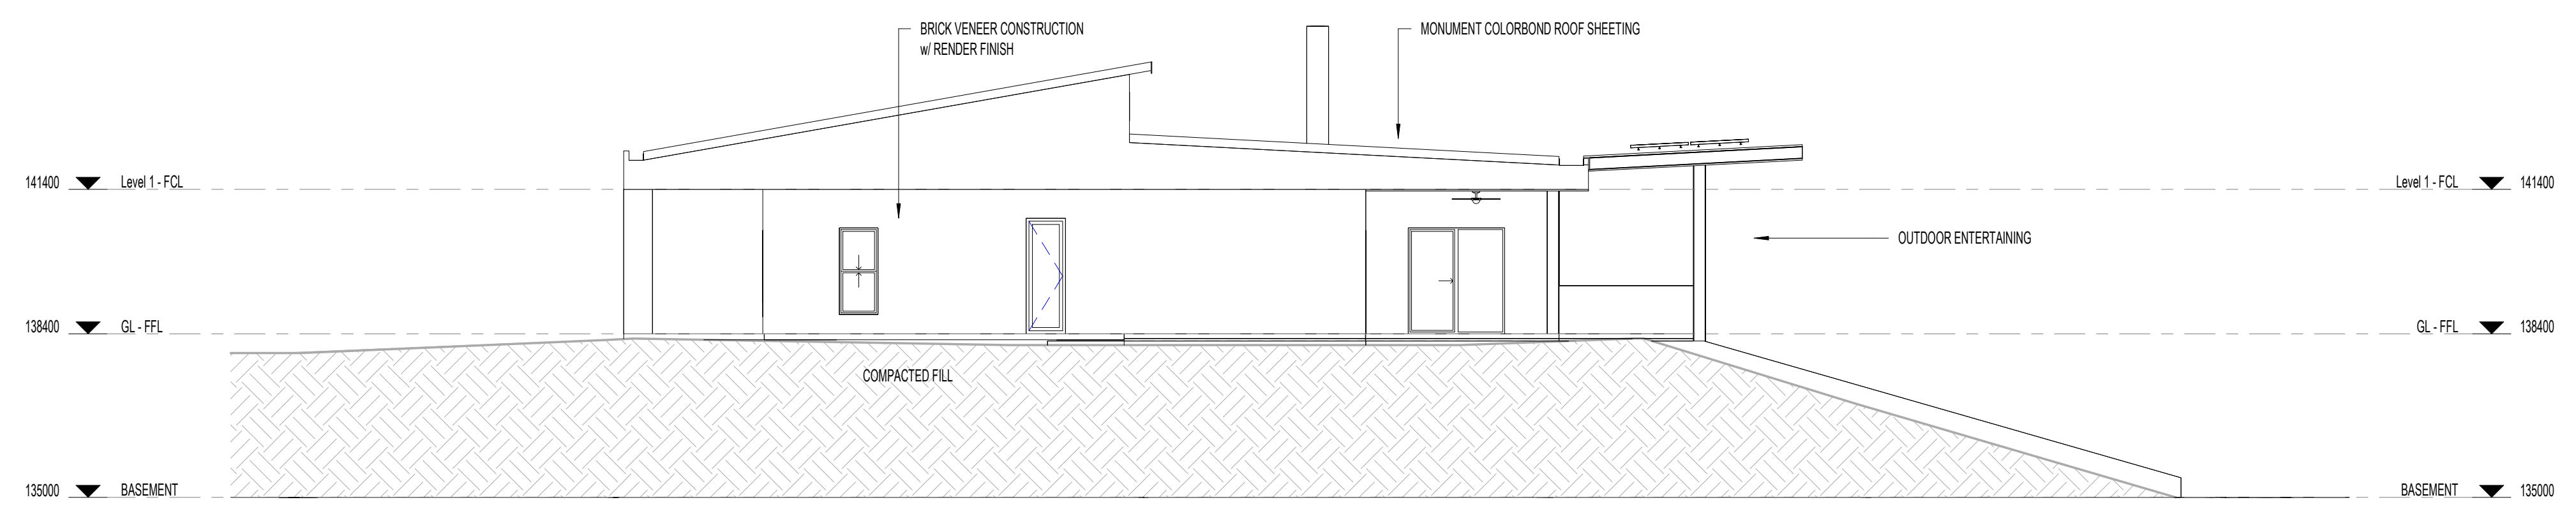 BRICK VENEER CONSTRUCTION
w/ RENDER FINISH
MONUMENT COLORBOND ROOF SHEETING
141400
Level 1 - FCL
Level 1 - FCL
141400
OUTDOOR ENTERTAINING
138400
GL - FFL
GL - FFL
138400
COMPACTED FILL
135000
BASEMENT
BASEMENT
135000